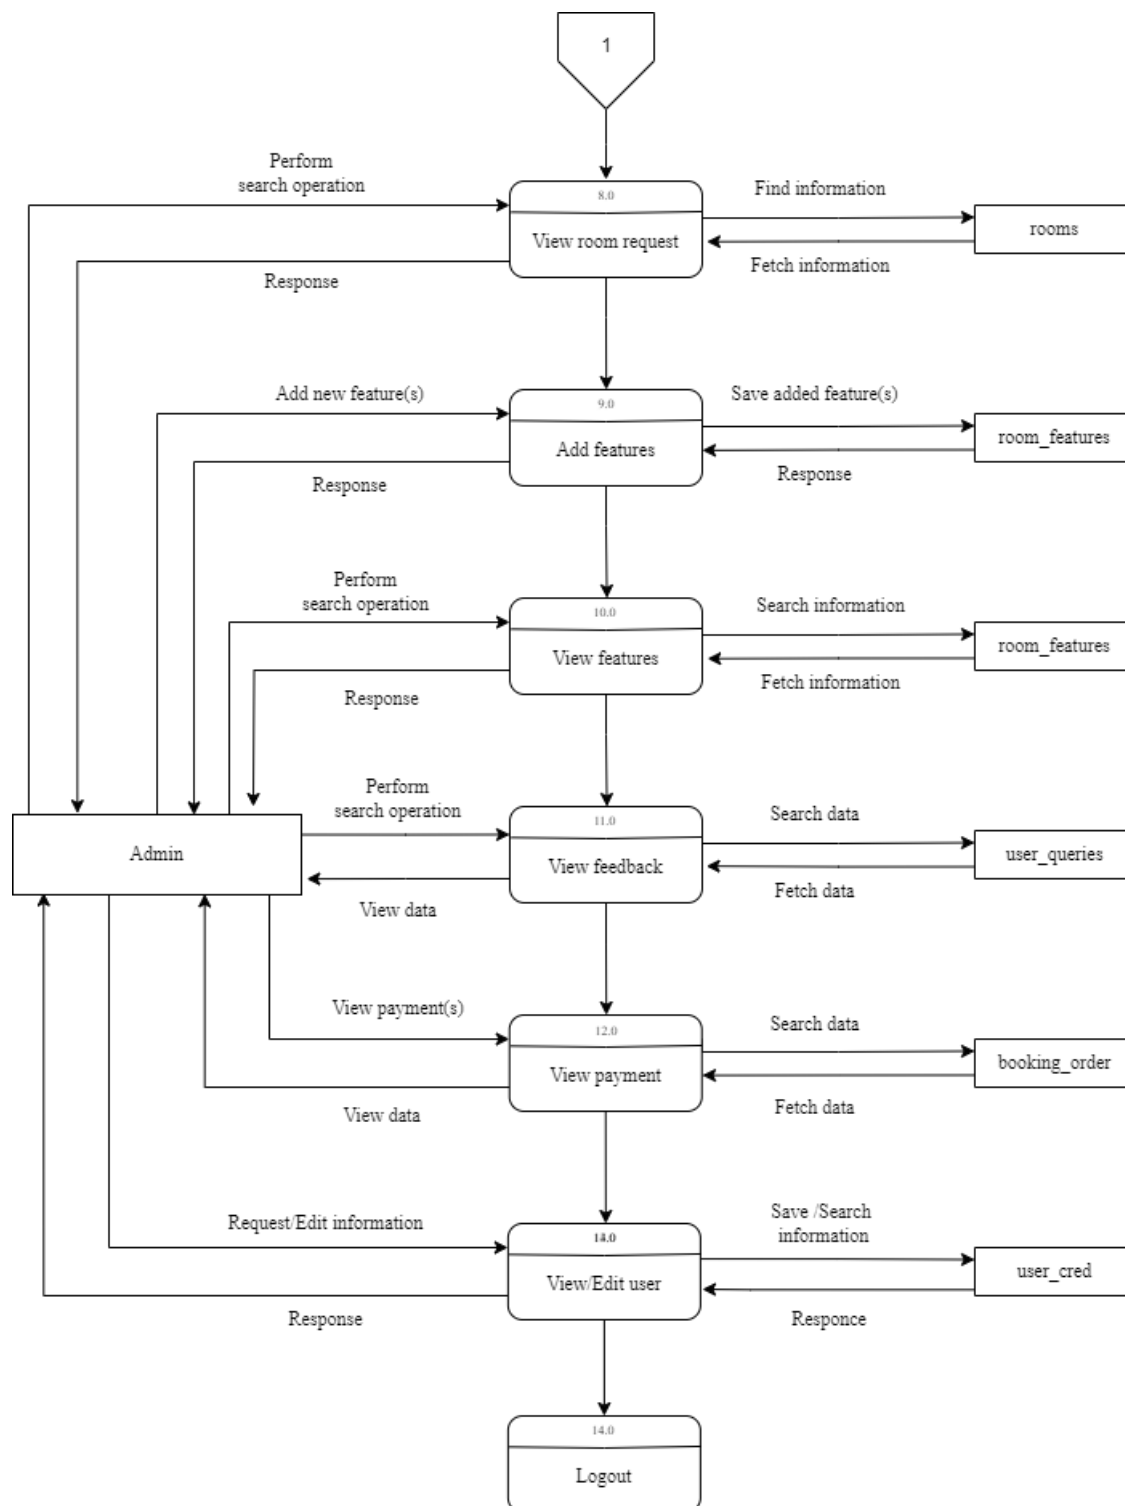 1
Perform
search operation
8.0
View room request
Find information
rooms
Fetch information
Response
Add new feature(s)
9.0
Add features
Save added feature(s)
room_features
Response
Response
Perform
search operation
10.0
View features
Search information
room_features
Fetch information
Response
Perform
search operation
11.0
View feedback
Search data
user_queries
Fetch data
Admin
View data
View payment(s)
12.0
View payment
Search data
booking_order
Fetch data
View data
Request/Edit information
View/Edit user
Save /Search
information
user_cred
Responce
Response
14.0
Logout